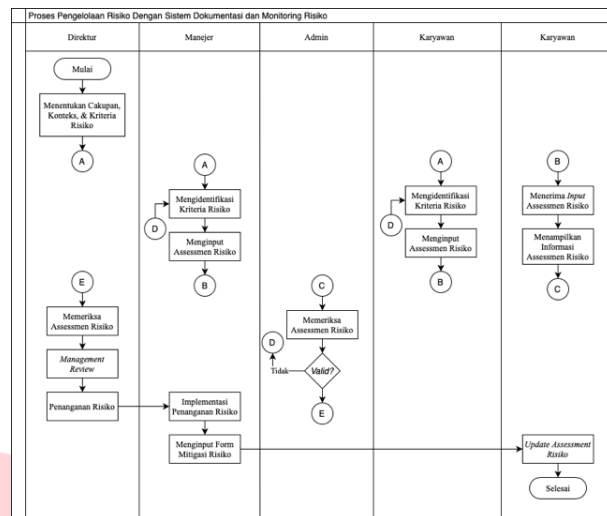 Proses Pengelolaan Risiko Dengan Sistem Dokumentasi dan Monitoring Risiko
Direktur
Manejer
Admin
Karyawan
Karyawan
Mulai
Menentukan Cakupan,
Konteks, & Kriteria
Risiko
A
A
Mengidentifikasi
Kriteria Risiko
D
Menginput
Assessmen Risiko
B
A
Mengidentifikasi
Kriteria Risiko
D
Menginput
Assessmen Risiko
B
B
Menerima Input
Assessmen Risiko
Menampilkan
Informasi
Assessmen Risiko
C
E
Memeriksa
Assessmen Risiko
Management
Review
Penanganan Risiko
C
Memeriksa
Assessmen Risiko
D
Tidak
Valid?
E
Implementasi
Penanganan Risiko
Menginput Form
Mitigasi Risiko
Update Assessment
Risiko
Selesai